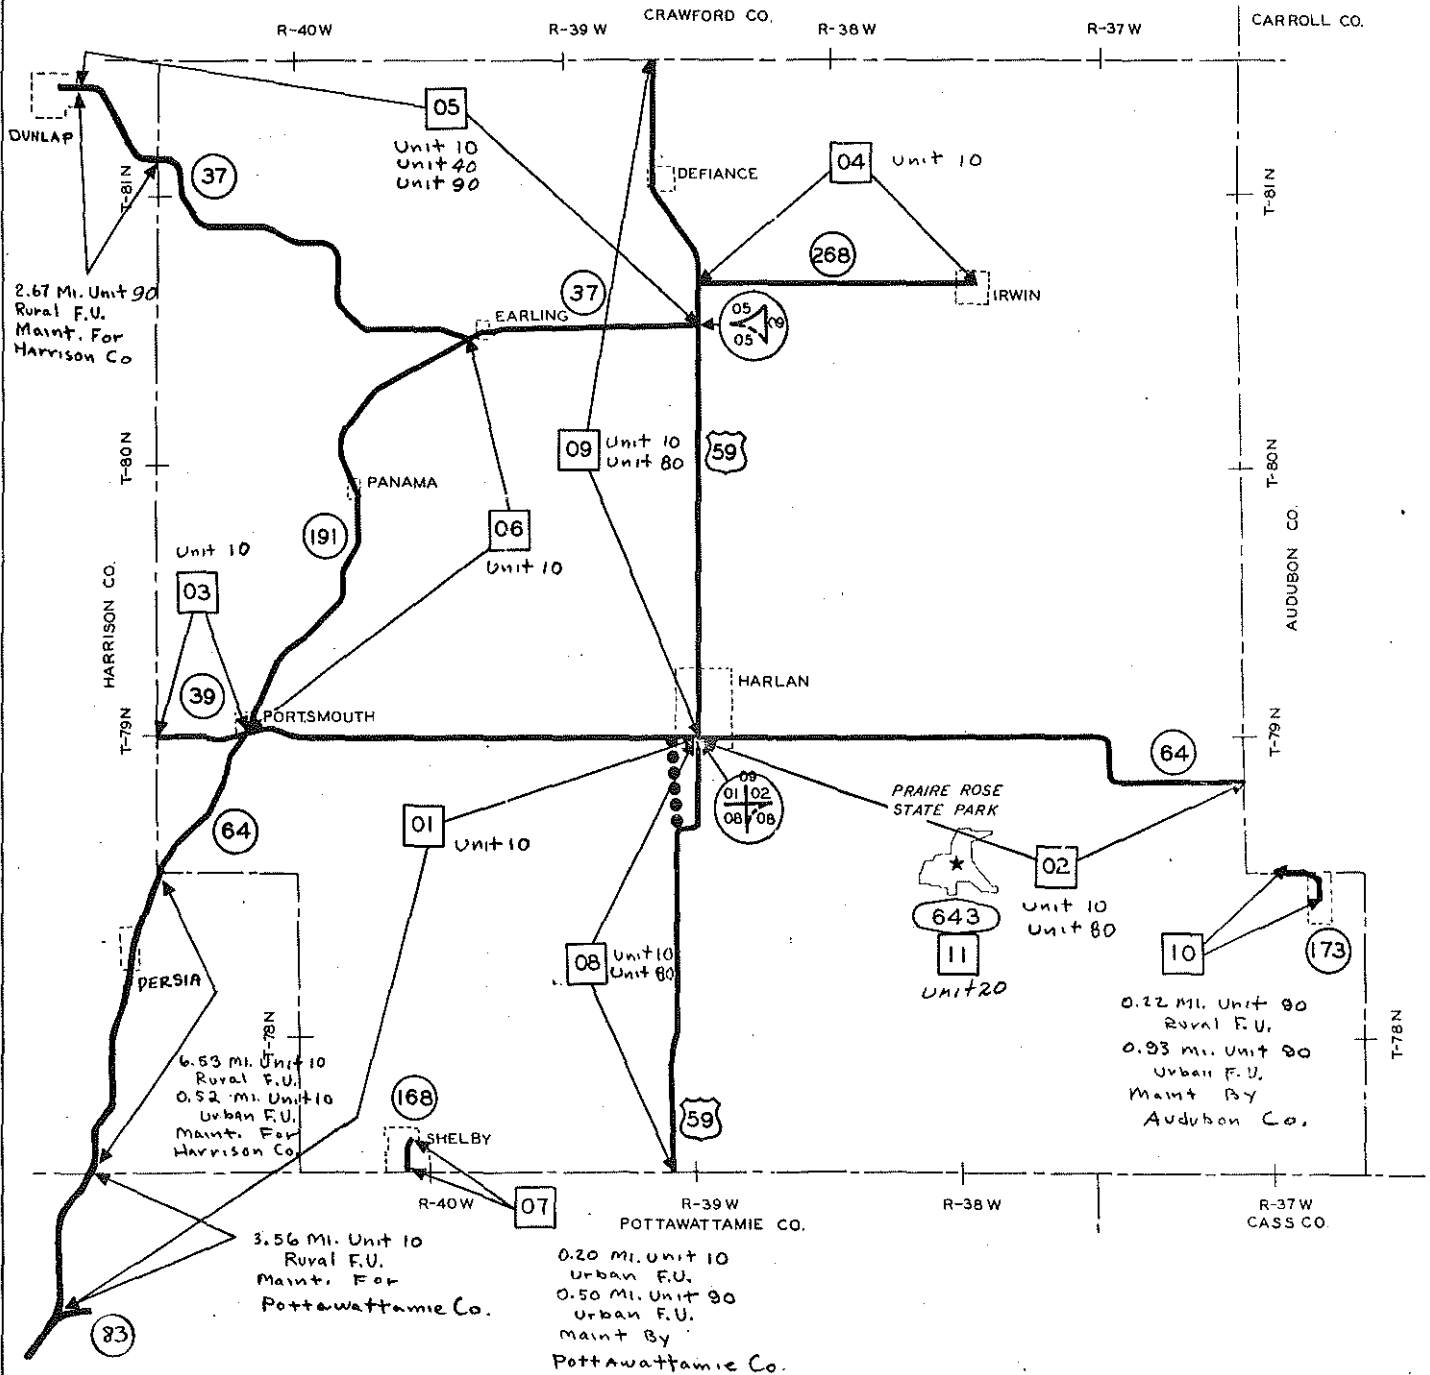 CRAWFORD CO.
CARROLL CO.
R-40W
R-39W
R-38W
R-37W
DUNLAP
05
Unit 10
Unit 40
Unit 90
04
Unit 10
DEFIANCE
T-81N
T-81N
37
268
IRWIN
2.67 Mi. Unit 90
Rural F.U.
Maint. For
Harrison Co
37
EARLING
05
09
05
09
Unit 10
Unit 80
59
T-80N
T-80N
PANAMA
191
06
Unit 10
Unit 10
03
HARRISON CO.
AUDUBON CO.
39
HARLAN
PORTSMOUTH
T-79N
T-79N
64
09
01 02
08 08
PRAIRE ROSE
STATE PARK
64
01
Unit 10
02
Unit 10
Unit 80
643
11
Unit 20
08
Unit 10
Unit 80
10
173
PERSIA
0.22 Mi. Unit 90
Rural F.U.
0.93 Mi. Unit 90
Urban F.U.
Maint By
Audubon Co.
T-78N
T-78N
6.53 Mi. Unit 10
Rural F.U.
0.52 Mi. Unit 10
Urban F.U.
Maint. For
Harrison Co.
168
SHELBY
59
07
R-40W
R-39W
R-38W
R-37W
POTTAWATTAMIE CO.
CASS CO.
3.56 Mi. Unit 10
Rural F.U.
Maint. For
Pottawattamie Co.
0.20 Mi. Unit 10
Urban F.U.
0.50 Mi. Unit 90
Urban F.U.
Maint By
Pottawattamie Co.
83